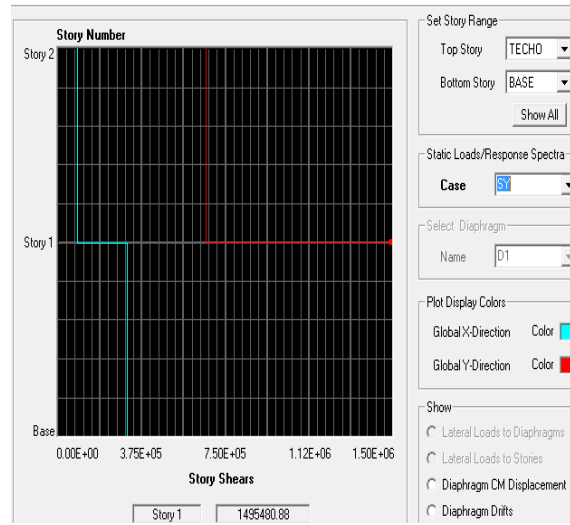 Story Number
Story 2
Story 1
Base
0.00E+00 3.75E+05 7.50E+05 1.12E+06 1.50E+06
Story Shears
Story 1 1495480.88
Set Story Range
Top Story TECHO
Bottom Story BASE
Show All
Static Loads/Response Spectra
Case SY
Select Diaphragm
Name D1
Plot Display Colors
Global X-Direction Color
Global Y-Direction Color
Show
Lateral Loads to Diaphragms
Lateral Loads to Stories
Diaphragm CM Displacement
Diaphragm Drifts